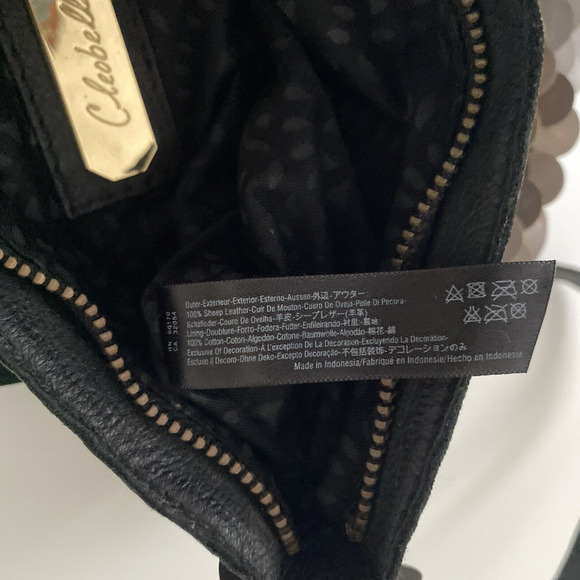 Cleobell
Outer-Extérieur-Exterior-Esterno-Aussen-外边-アウター
100% Sheep Leather-Cuir De Mouton-Cuero De Oveja-Pelle Di Pecora-
Schafleder-Couro De Ovelha-羊皮-シープレザー(羊革)
Lining-Doublure-Forro-Fodera-Futter-Enfileirando-衬里-裏地
100% Cotton-Coton-Algodon-Cotone-Baumwolle-Algodão-棉花-綿
Exclusive Of Decoration-A L'exception De La Decoration-Excluyendo La Decoration-
Escluso Il Decoro-Ohne Deko-Excepto Decoração-不包括装饰-デコレーションのみ
Made in Indonesia/Fabriqué en Indonésie/Hecho en Indonesia
CA 32054